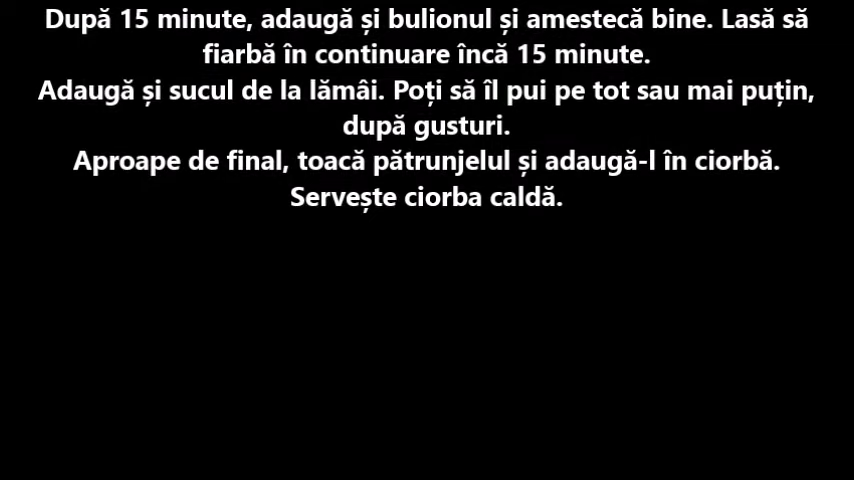 După 15 minute, adaugă și bulionul și amestecă bine. Lasă să
fiarbă în continuare încă 15 minute.
Adaugă și sucul de la lămâi. Poți să îl pui pe tot sau mai puțin,
după gusturi.
Aproape de final, toacă pătrunjelul și adaugă-l în ciorbă.
Servește ciorba caldă.